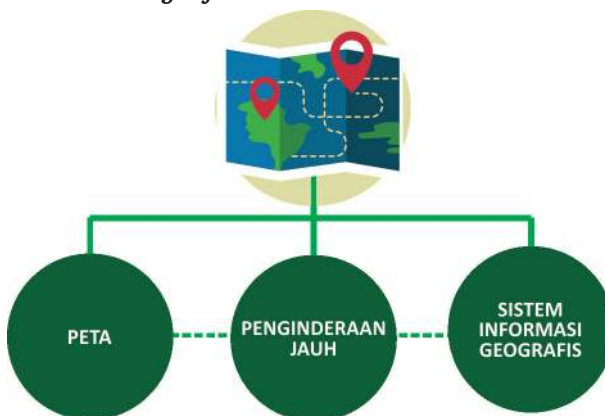 PETA
PENGINDERAAN
JAUH
SISTEM
INFORMASI
GEOGRAFIS